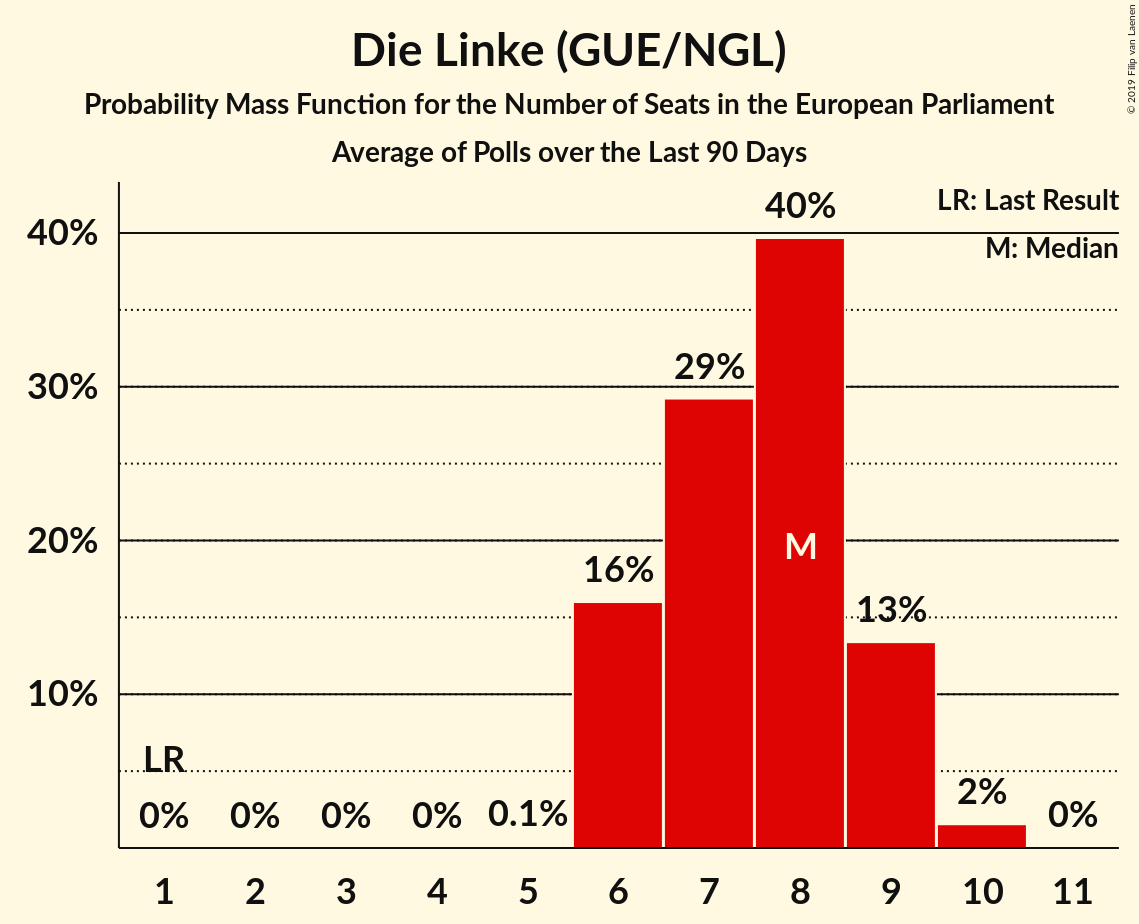 Die Linke (GUE/NGL)
Probability Mass Function for the Number of Seats in the European Parliament
Average of Polls over the Last 90 Days
© 2019 Filip van Laenen
LR: Last Result
M: Median
40%
30%
20%
10%
LR
0%
0%
0%
0%
0.1%
16%
29%
40%
M
13%
2%
0%
1 2 3 4 5 6 7 8 9 10 11